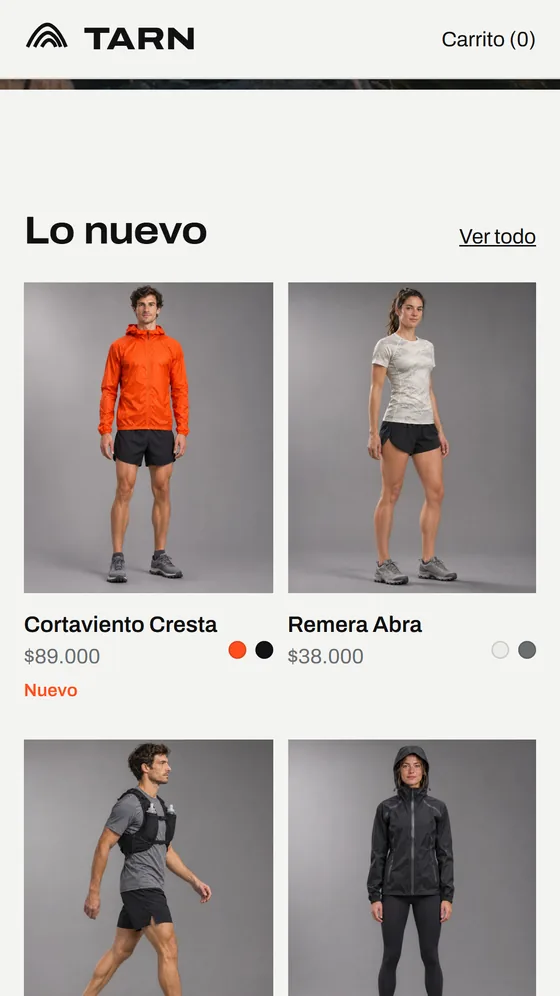 TARN
Carrito (0)
Lo nuevo
Ver todo
Cortaviento Cresta
$89.000
Nuevo
Remera Abra
$38.000